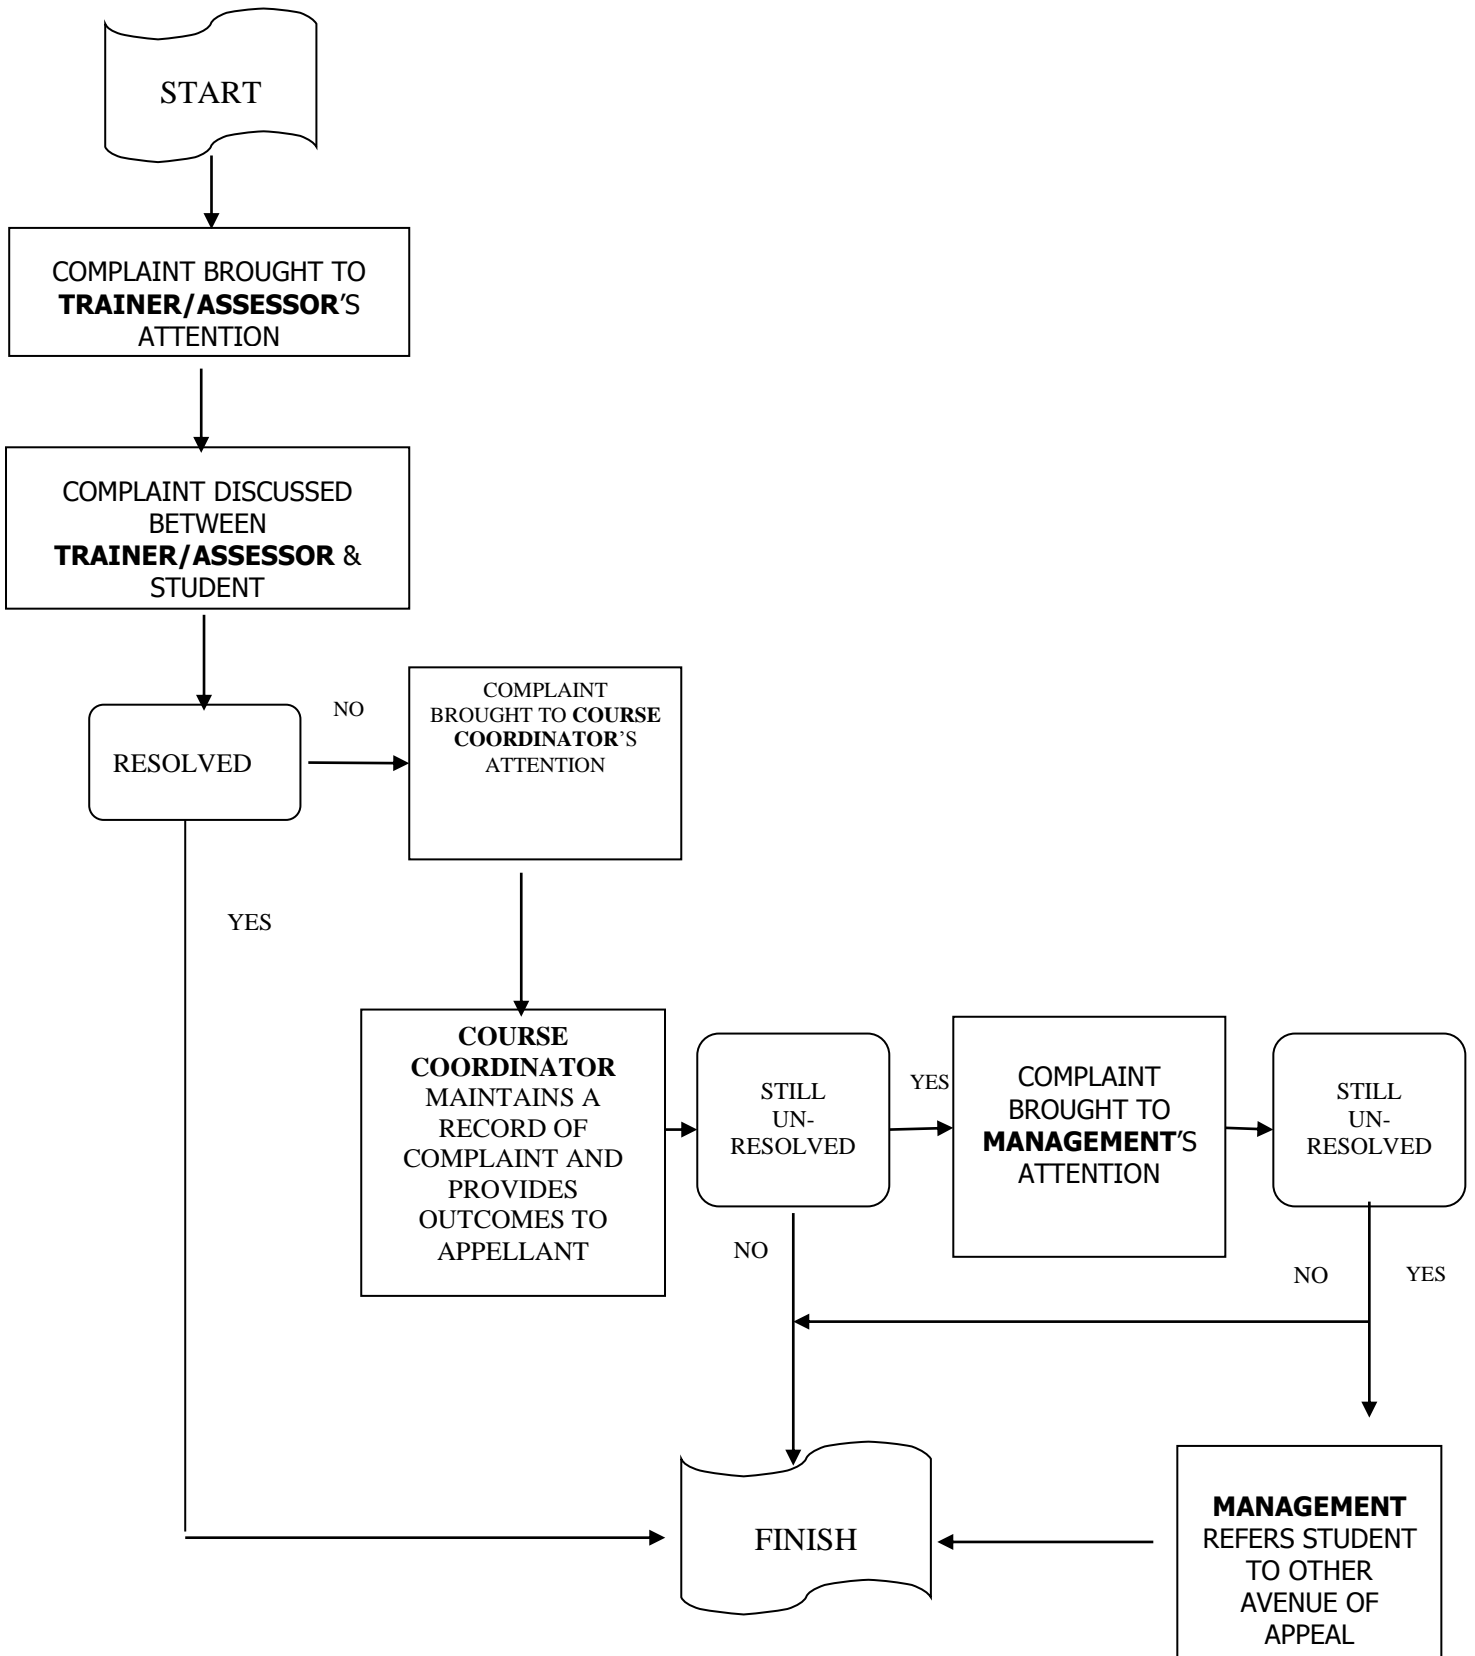 START
COMPLAINT BROUGHT TO
TRAINER/ASSESSOR'S
ATTENTION
COMPLAINT DISCUSSED
BETWEEN
TRAINER/ASSESSOR &
STUDENT
RESOLVED
NO
COMPLAINT
BROUGHT TO COURSE
COORDINATOR'S
ATTENTION
YES
COURSE
COORDINATOR
MAINTAINS A
RECORD OF
COMPLAINT AND
PROVIDES
OUTCOMES TO
APPELLANT
STILL
UN-
RESOLVED
YES
COMPLAINT
BROUGHT TO
MANAGEMENT'S
ATTENTION
STILL
UN-
RESOLVED
NO
NO
YES
FINISH
MANAGEMENT
REFERS STUDENT
TO OTHER
AVENUE OF
APPEAL